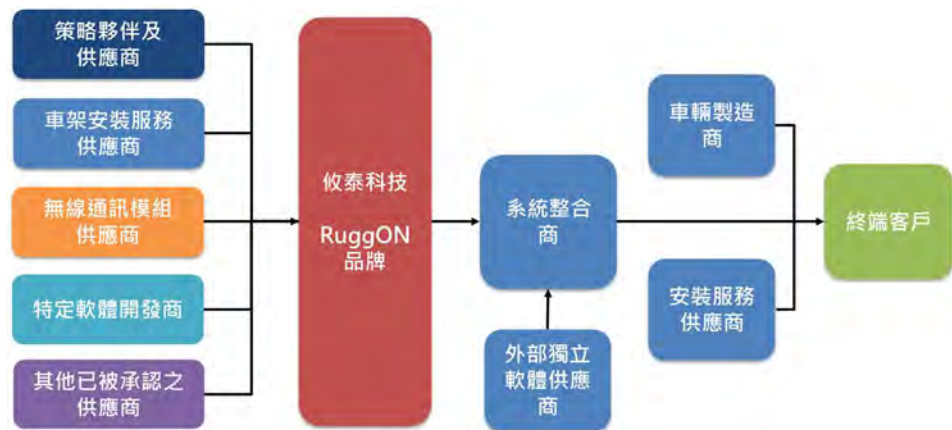 策略夥伴及
供應商
車架安裝服務
供應商
無線通訊模組
供應商
特定軟體開發商
其他已被承認之
供應商
攸泰科技
RuggON
品牌
系統整合
商
外部獨立
軟體供應
商
車輛製造
商
安裝服務
供應商
終端客戶